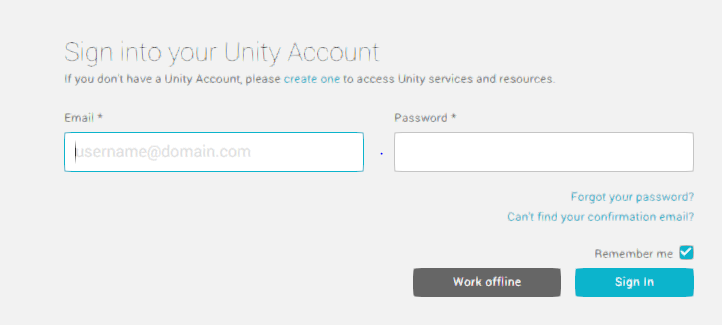 Sign into your Unity Account
If you don't have a Unity Account, please create one to access Unity services and resources.
Email *
Password *
username@domain.com
Forgot your password?
Can't find your confirmation email?
Remember me
Work offline
Sign In